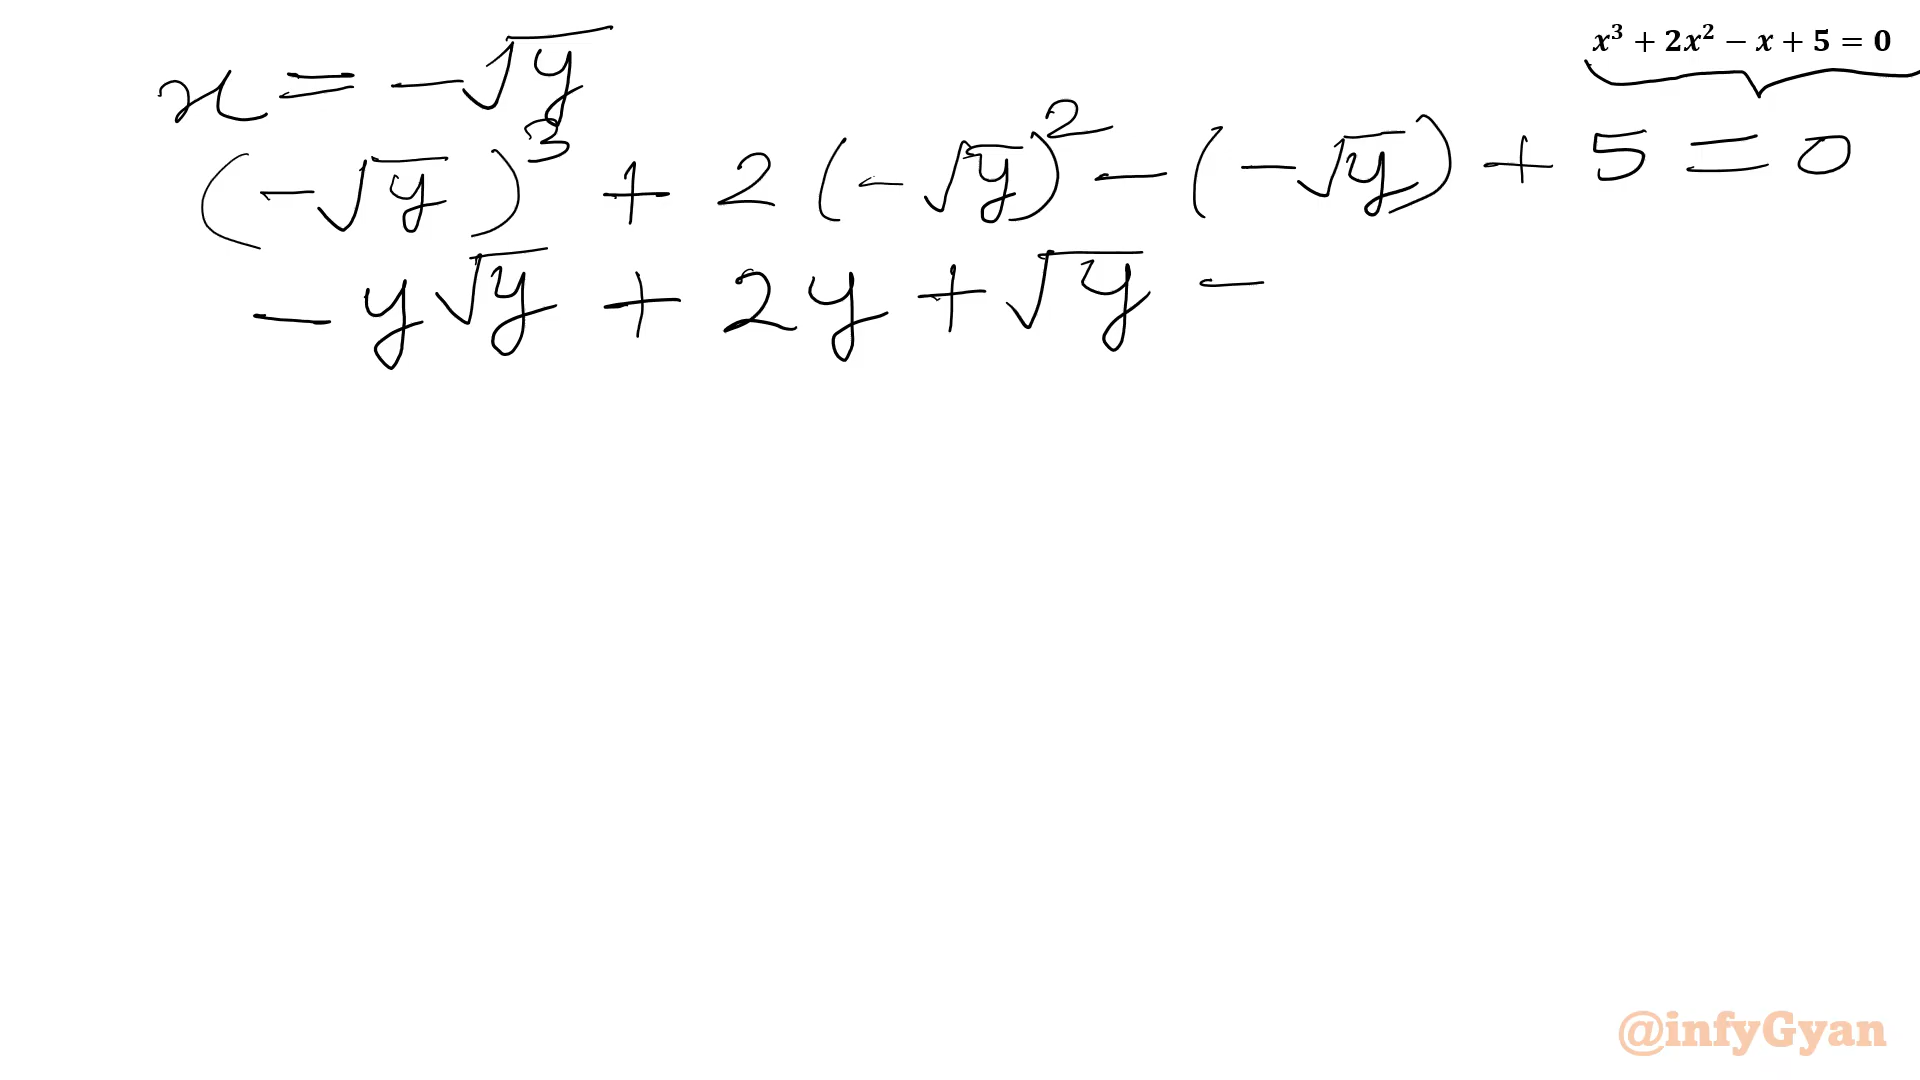 x³ + 2x² − x + 5 = 0
x = −√y
(−√y)³ + 2(−√y)² − (−√y) + 5 = 0
−y√y + 2y + √y −
@infyGyan